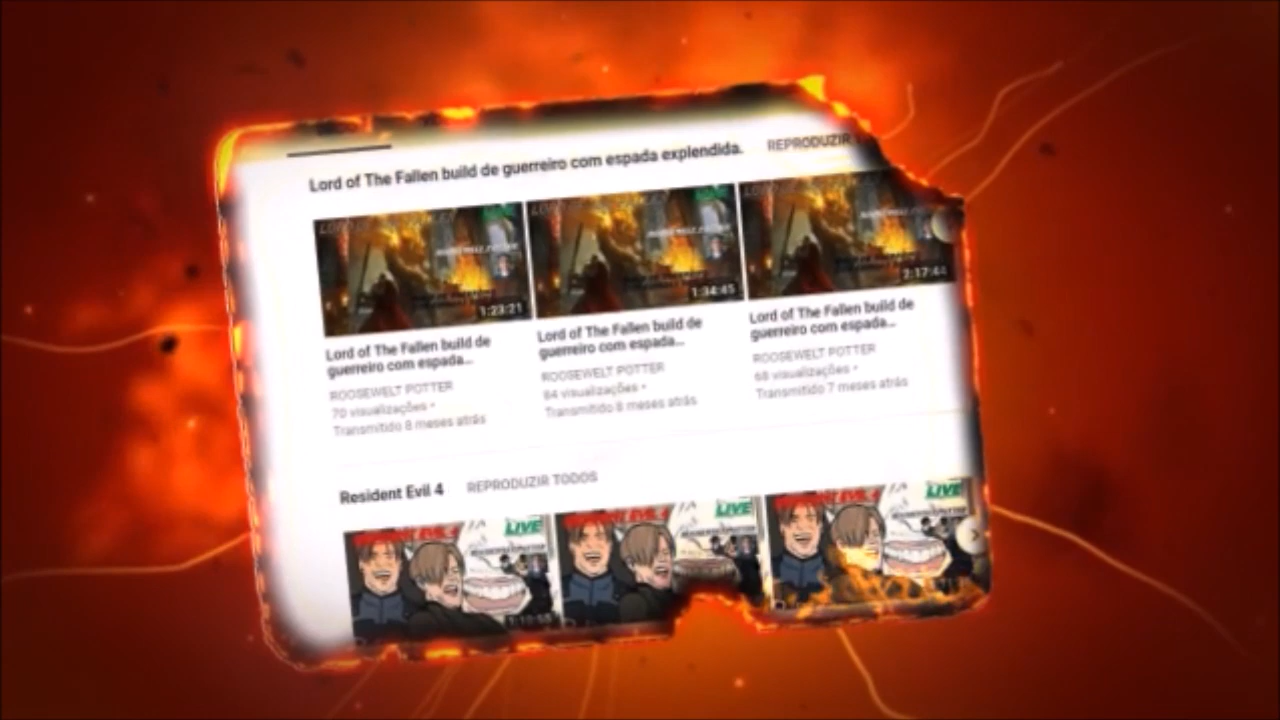 Lord of The Fallen build de guerreiro com espada explendida.
REPRODUZIR
1:23:21
1:34:45
2:17:44
Lord of The Fallen build de
guerreiro com espada...
ROOSEWELT POTTER
70 visualizações •
Transmitido 8 meses atrás
Lord of The Fallen build de
guerreiro com espada...
ROOSEWELT POTTER
84 visualizações •
Transmitido 8 meses atrás
Lord of The Fallen build de
guerreiro com espada...
ROOSEWELT POTTER
68 visualizações •
Transmitido 7 meses atrás
Resident Evil 4
REPRODUZIR TODOS
LIVE
LIVE
LIVE